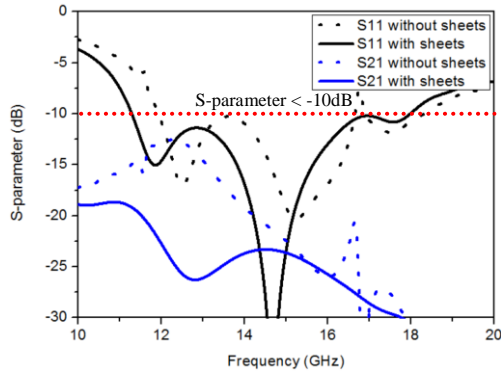 0
-5
-10
-15
-20
-25
-30
S-parameter (dB)
S11 without sheets
S11 with sheets
S21 without sheets
S21 with sheets
S-parameter < -10dB
10
12
14
16
18
20
Frequency (GHz)